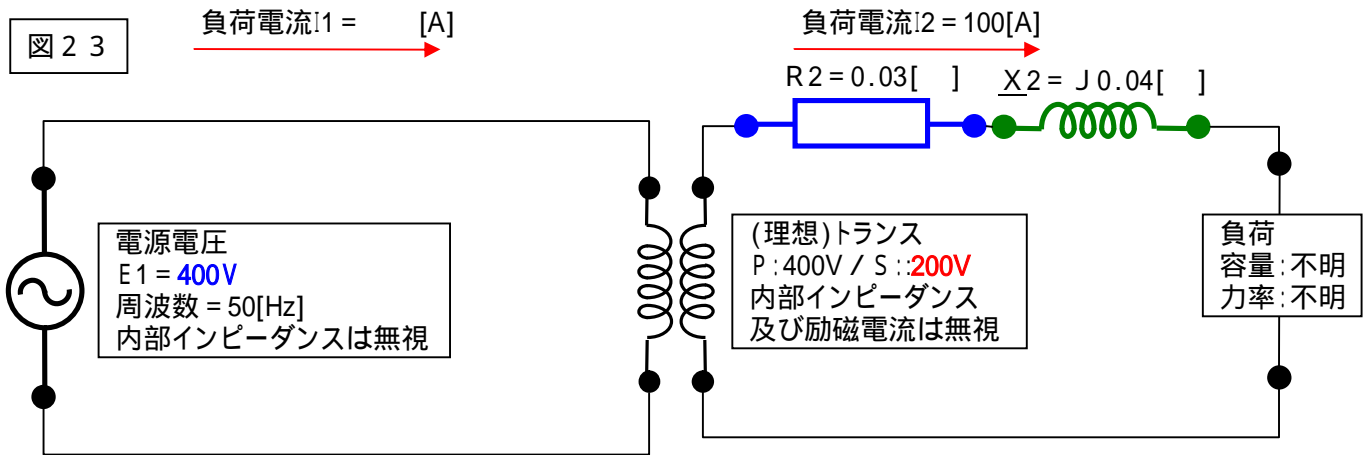 図23
負荷電流I1= [A]
負荷電流I2=100[A]
R2=0.03[ ]
X2= J0.04[ ]
電源電圧
E1=400V
周波数=50[Hz]
内部インピーダンスは無視
(理想)トランス
P:400V/S::200V
内部インピーダンス
及び励磁電流は無視
負荷
容量:不明
力率:不明